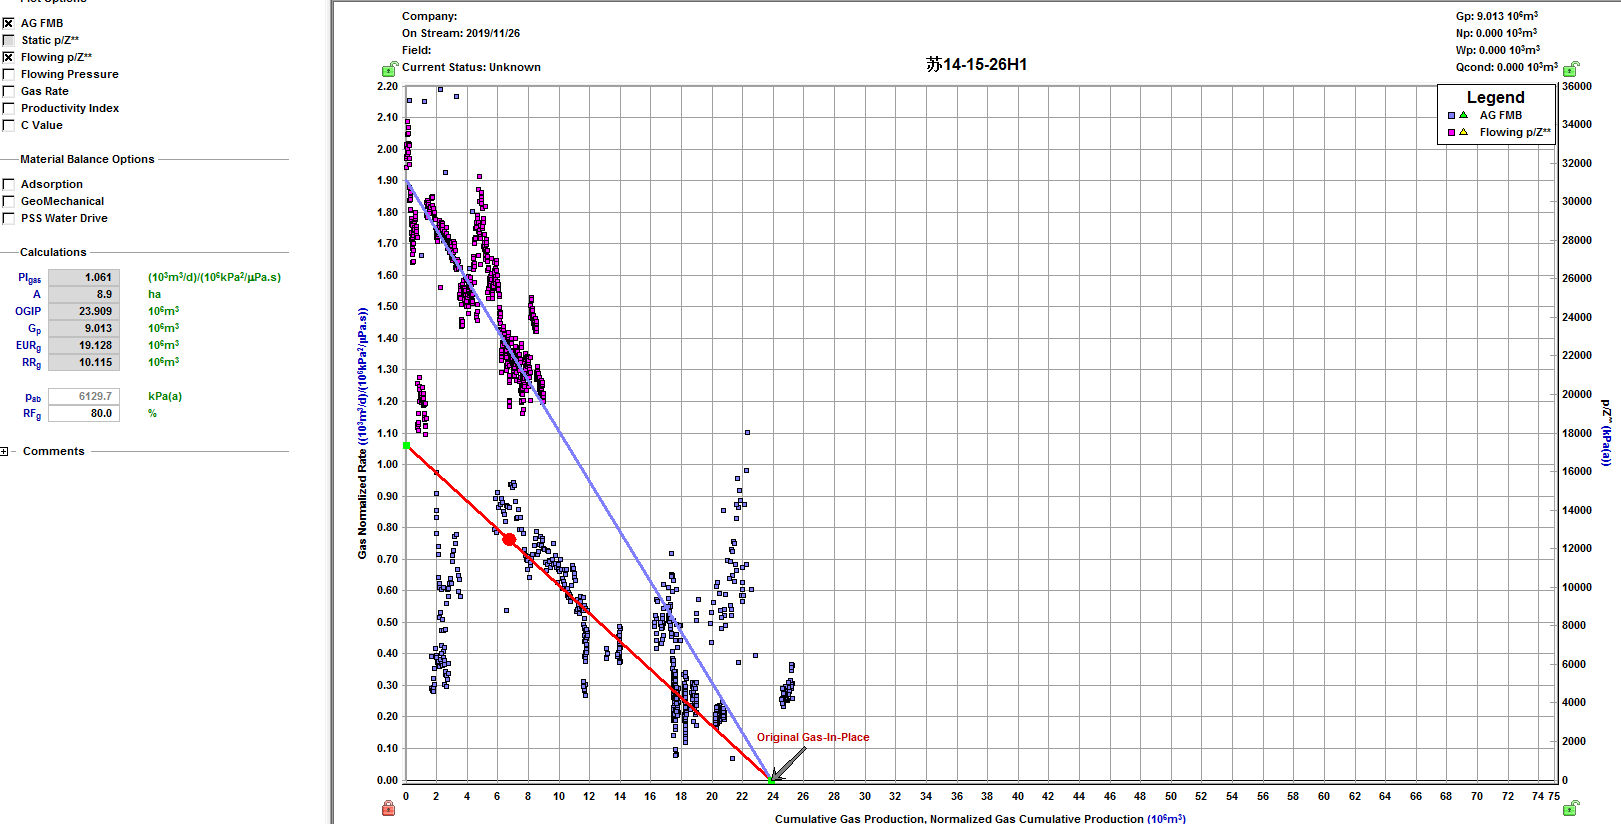 Plot Options
AG FMB
Static p/Z**
Flowing p/Z**
Flowing Pressure
Gas Rate
Productivity Index
C Value
Material Balance Options
Adsorption
GeoMechanical
PSS Water Drive
Calculations
PIgas 1.061 (10³m³/d)/(10⁶kPa²/µPa.s)
A 8.9 ha
OGIP 23.909 10⁶m³
Gp 9.013 10⁶m³
EURg 19.128 10⁶m³
RRg 10.115 10⁶m³
pab 6129.7 kPa(a)
RFg 80.0 %
Comments
Company:
On Stream: 2019/11/26
Field:
Current Status: Unknown
苏14-15-26H1
Gp: 9.013 10⁶m³
Np: 0.000 10³m³
Wp: 0.000 10³m³
Qcond: 0.000 10³m³
Legend
AG FMB
Flowing p/Z**
Gas Normalized Rate ((10³m³/d)/(10⁶kPa²/µPa.s))
2.20
2.10
2.00
1.90
1.80
1.70
1.60
1.50
1.40
1.30
1.20
1.10
1.00
0.90
0.80
0.70
0.60
0.50
0.40
0.30
0.20
0.10
0.00
36000
34000
32000
30000
28000
26000
24000
22000
20000
18000
16000
14000
12000
10000
8000
6000
4000
2000
0
p/Z** (kPa(a))
Original Gas-In-Place
0 2 4 6 8 10 12 14 16 18 20 22 24 26 28 30 32 34 36 38 40 42 44 46 48 50 52 54 56 58 60 62 64 66 68 70 72 74 75
Cumulative Gas Production, Normalized Gas Cumulative Production (10⁶m³)